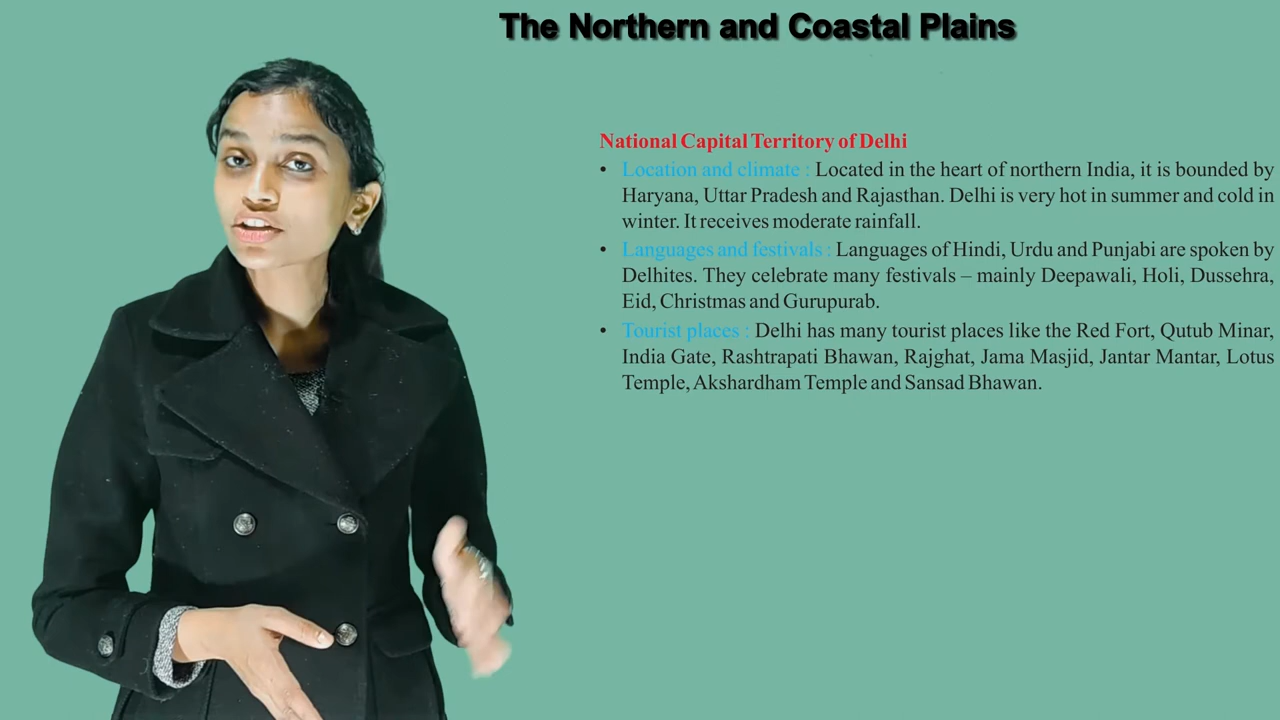 The Northern and Coastal Plains
National Capital Territory of Delhi
• Location and climate : Located in the heart of northern India, it is bounded by
Haryana, Uttar Pradesh and Rajasthan. Delhi is very hot in summer and cold in
winter. It receives moderate rainfall.
• Languages and festivals : Languages of Hindi, Urdu and Punjabi are spoken by
Delhites. They celebrate many festivals – mainly Deepawali, Holi, Dussehra,
Eid, Christmas and Gurupurab.
• Tourist places : Delhi has many tourist places like the Red Fort, Qutub Minar,
India Gate, Rashtrapati Bhawan, Rajghat, Jama Masjid, Jantar Mantar, Lotus
Temple, Akshardham Temple and Sansad Bhawan.